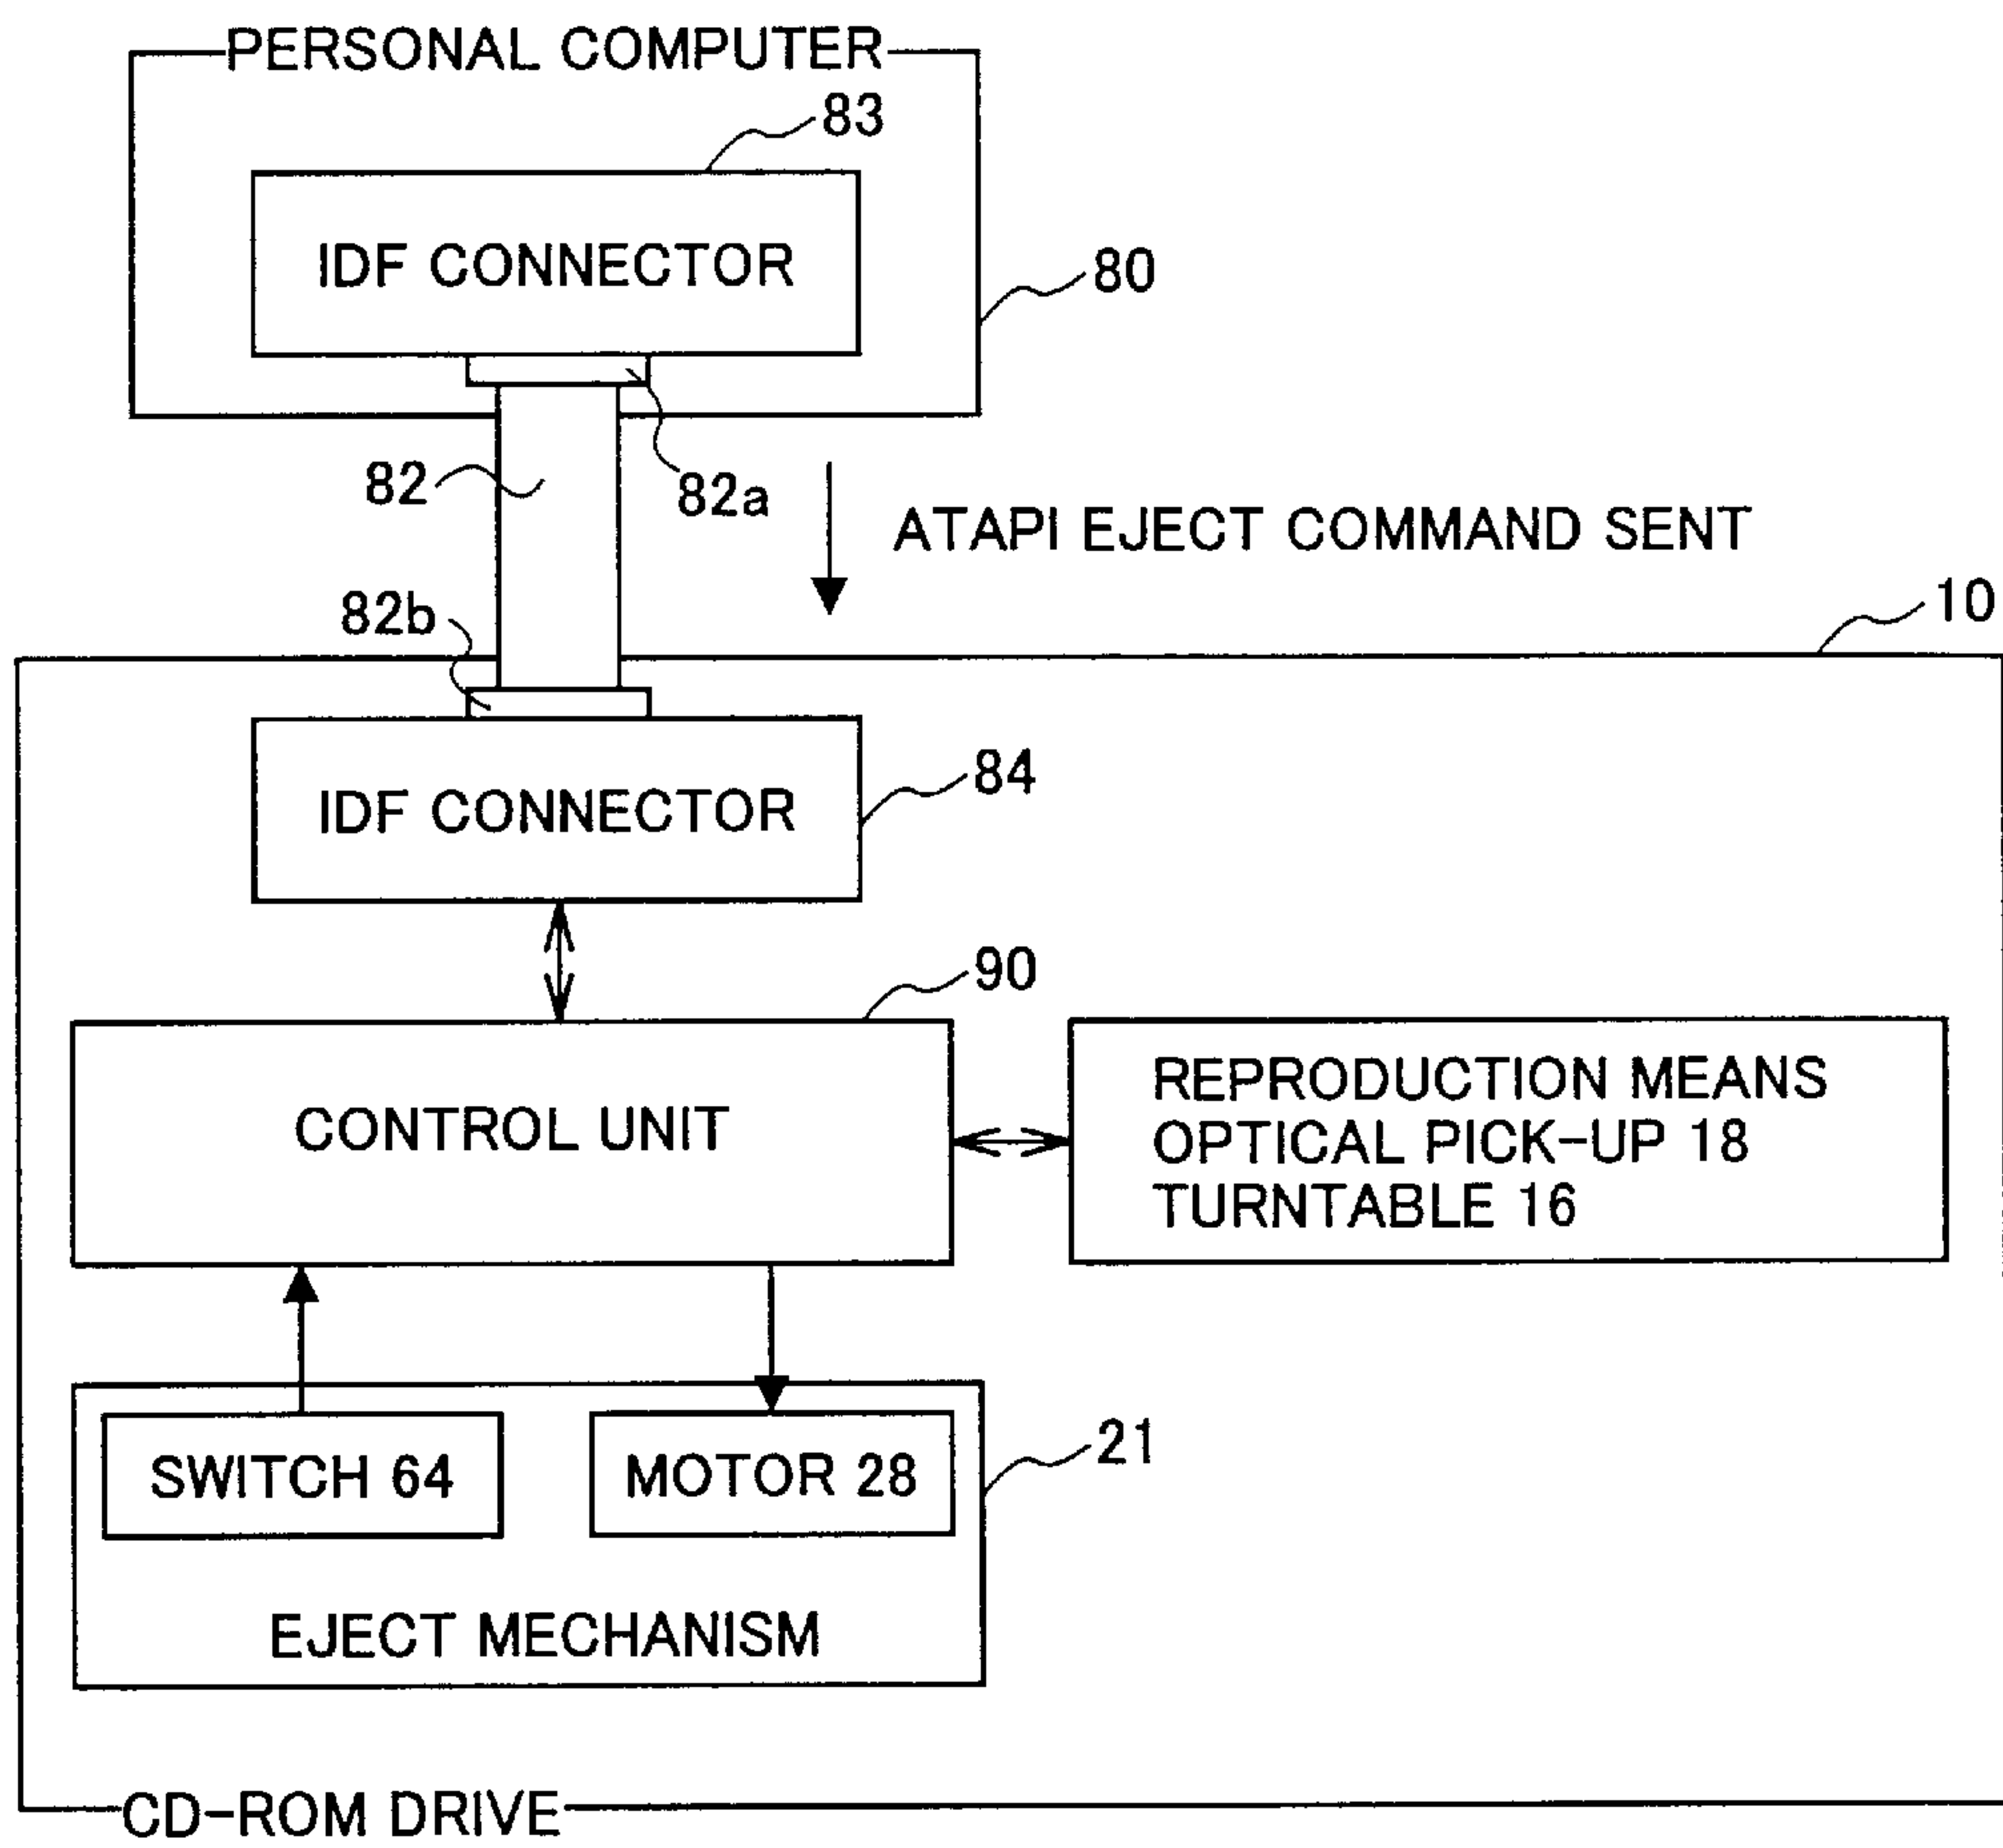 PERSONAL COMPUTER
83
IDF CONNECTOR
80
82
82a
ATAPI EJECT COMMAND SENT
82b
10
IDF CONNECTOR
84
90
CONTROL UNIT
REPRODUCTION MEANS
OPTICAL PICK-UP 18
TURNTABLE 16
SWITCH 64
MOTOR 28
21
EJECT MECHANISM
CD-ROM DRIVE